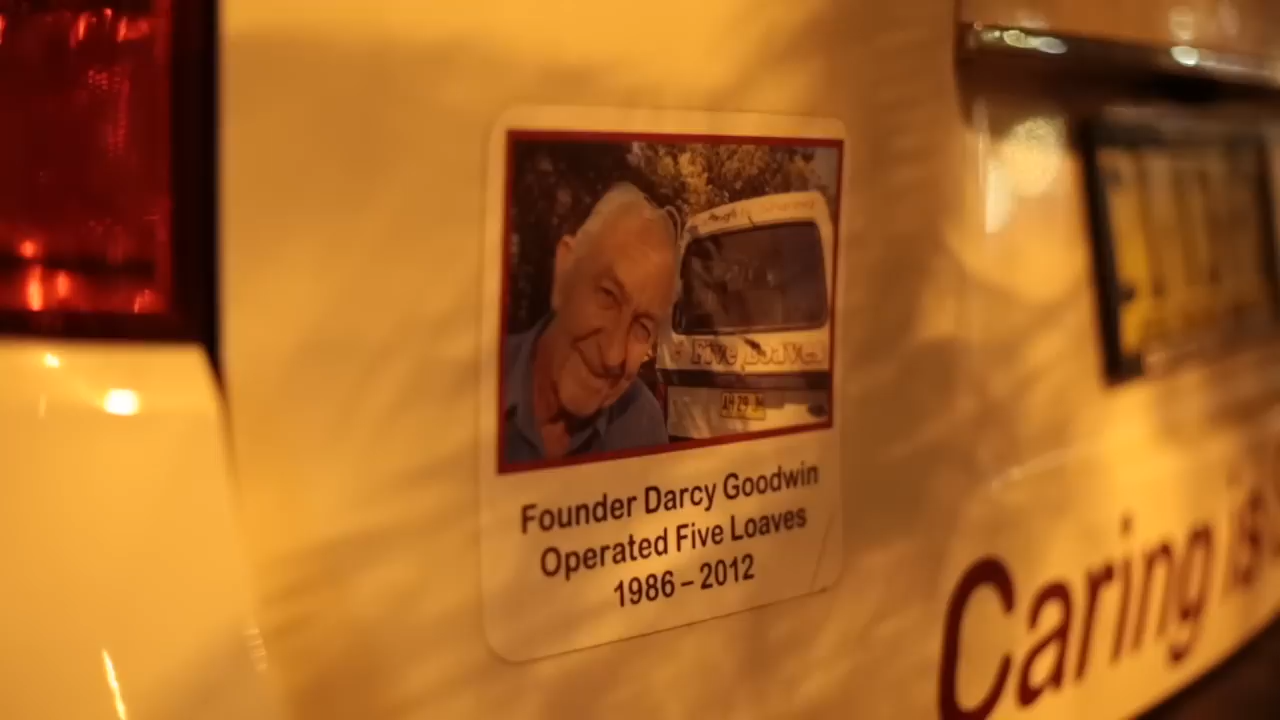 Five Loaves
Founder Darcy Goodwin
Operated Five Loaves
1986 – 2012
Caring is